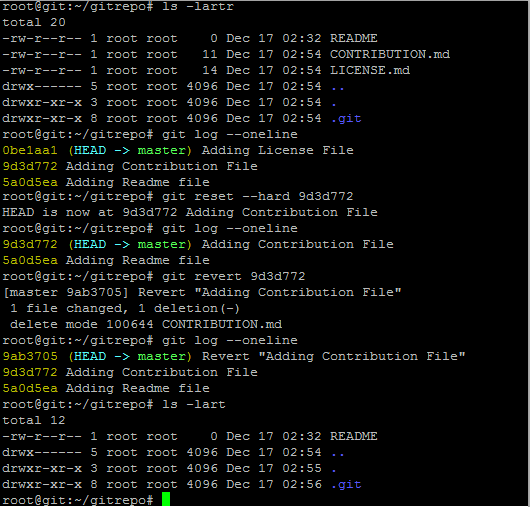 root@git:~/gitrepo# ls -lartr
total 20
-rw-r--r-- 1 root root    0 Dec 17 02:32 README
-rw-r--r-- 1 root root   11 Dec 17 02:54 CONTRIBUTION.md
-rw-r--r-- 1 root root   14 Dec 17 02:54 LICENSE.md
drwx------ 5 root root 4096 Dec 17 02:54 ..
drwxr-xr-x 3 root root 4096 Dec 17 02:54 .
drwxr-xr-x 8 root root 4096 Dec 17 02:54 .git
root@git:~/gitrepo# git log --oneline
0be1aa1 (HEAD -> master) Adding License File
9d3d772 Adding Contribution File
5a0d5ea Adding Readme file
root@git:~/gitrepo# git reset --hard 9d3d772
HEAD is now at 9d3d772 Adding Contribution File
root@git:~/gitrepo# git log --oneline
9d3d772 (HEAD -> master) Adding Contribution File
5a0d5ea Adding Readme file
root@git:~/gitrepo# git revert 9d3d772
[master 9ab3705] Revert "Adding Contribution File"
 1 file changed, 1 deletion(-)
 delete mode 100644 CONTRIBUTION.md
root@git:~/gitrepo# git log --oneline
9ab3705 (HEAD -> master) Revert "Adding Contribution File"
9d3d772 Adding Contribution File
5a0d5ea Adding Readme file
root@git:~/gitrepo# ls -lart
total 12
-rw-r--r-- 1 root root    0 Dec 17 02:32 README
drwx------ 5 root root 4096 Dec 17 02:54 ..
drwxr-xr-x 3 root root 4096 Dec 17 02:55 .
drwxr-xr-x 8 root root 4096 Dec 17 02:56 .git
root@git:~/gitrepo#